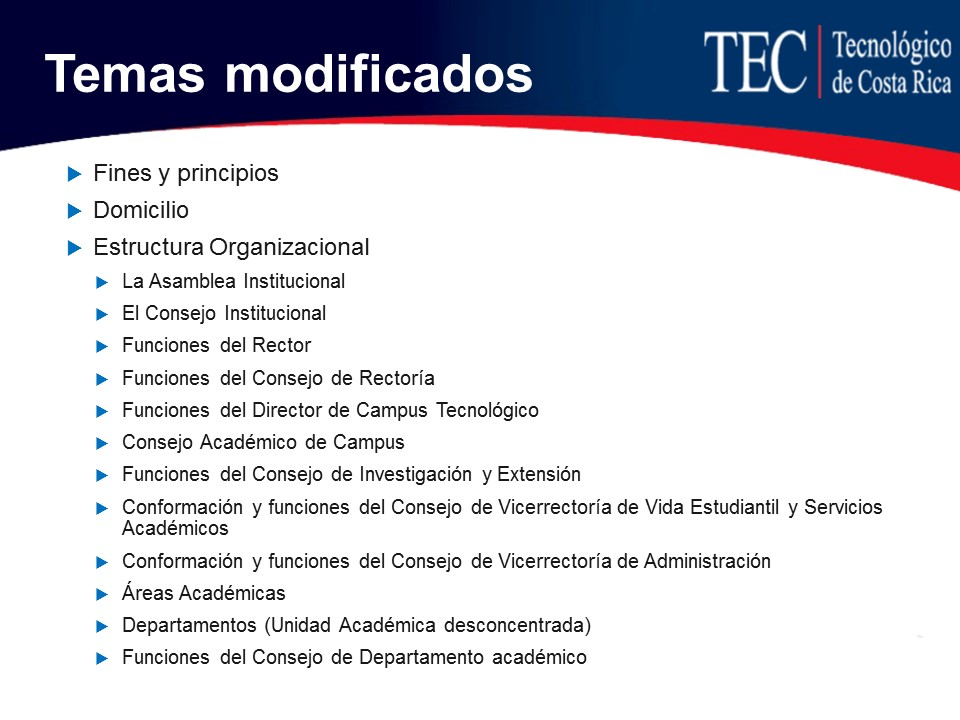 Temas modificados
TEC | Tecnológico
de Costa Rica
Fines y principios
Domicilio
Estructura Organizacional
La Asamblea Institucional
El Consejo Institucional
Funciones del Rector
Funciones del Consejo de Rectoría
Funciones del Director de Campus Tecnológico
Consejo Académico de Campus
Funciones del Consejo de Investigación y Extensión
Conformación y funciones del Consejo de Vicerrectoría de Vida Estudiantil y Servicios
Académicos
Conformación y funciones del Consejo de Vicerrectoría de Administración
Áreas Académicas
Departamentos (Unidad Académica desconcentrada)
Funciones del Consejo de Departamento académico